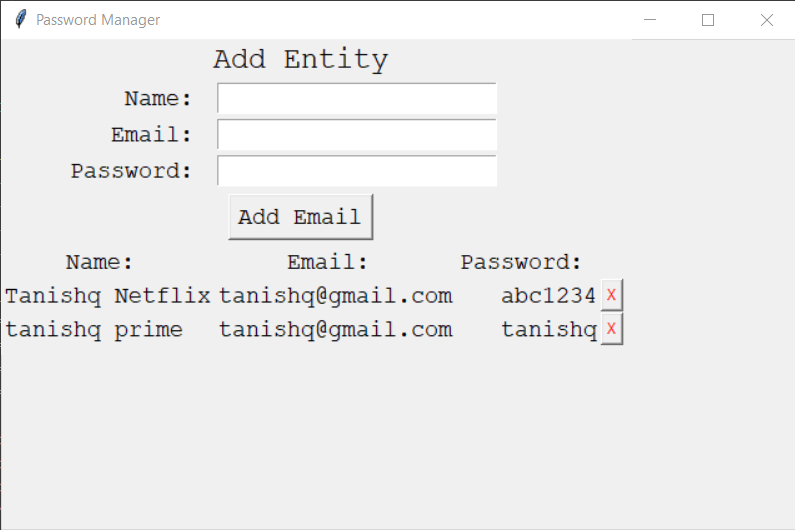 Password Manager
Add Entity
Name:
Email:
Password:
Add Email
Name: Email: Password:
Tanishq Netflix tanishq@gmail.com abc1234 X
tanishq prime tanishq@gmail.com tanishq X